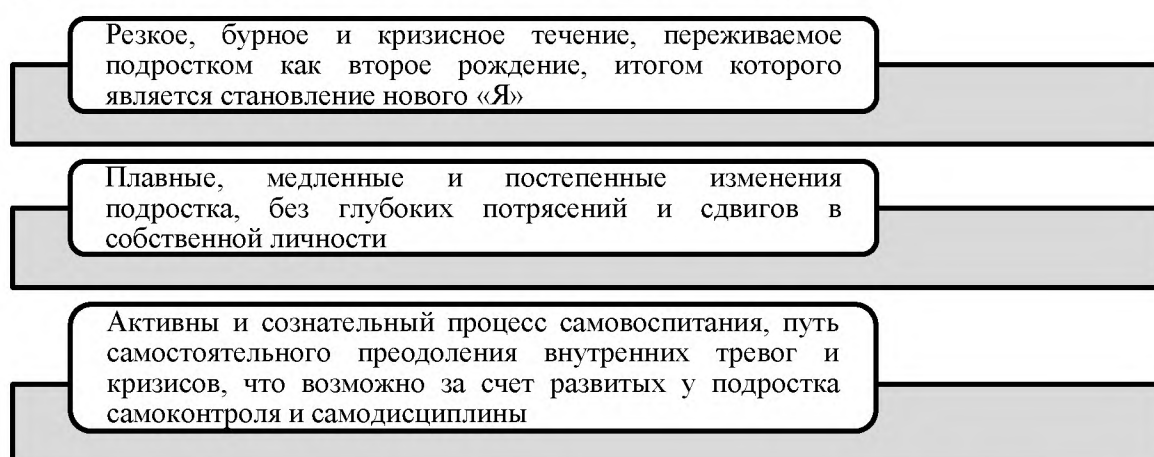 Резкое, бурное и кризисное течение, переживаемое
подростком как второе рождение, итогом которого
является становление нового «Я»
Плавные, медленные и постепенные изменения
подростка, без глубоких потрясений и сдвигов в
собственной личности
Активны и сознательный процесс самовоспитания, путь
самостоятельного преодоления внутренних тревог и
кризисов, что возможно за счет развитых у подростка
самоконтроля и самодисциплины